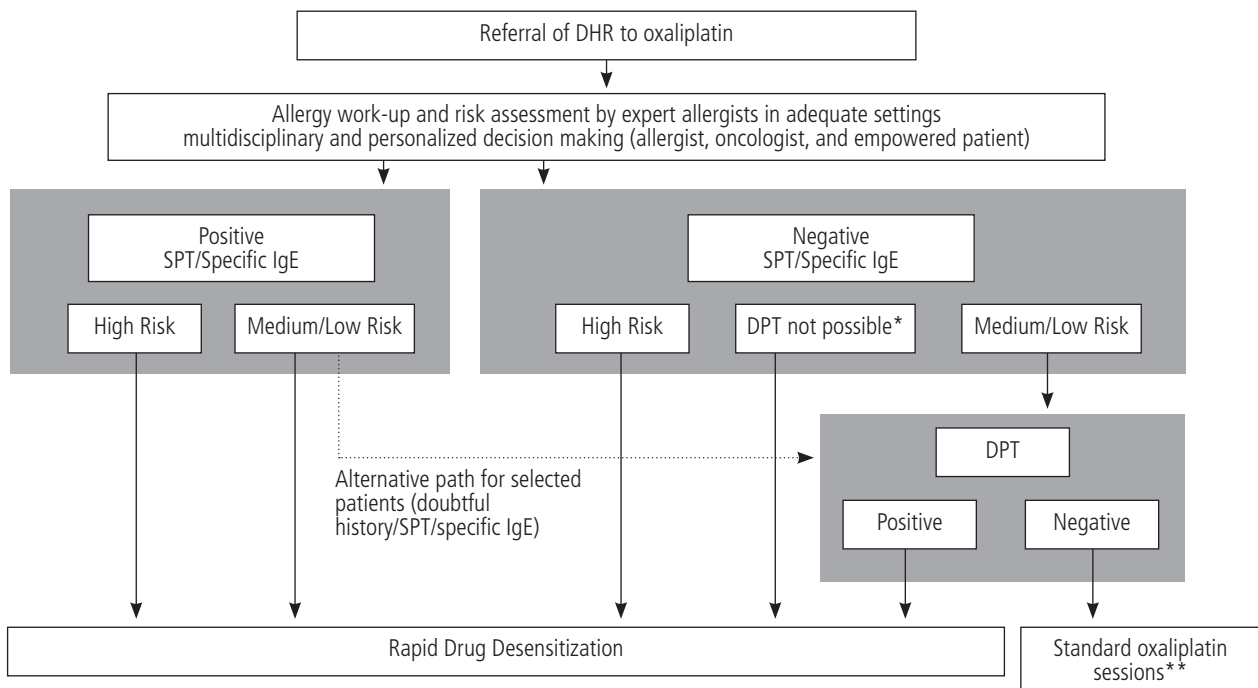 Referral of DHR to oxaliplatin
Allergy work-up and risk assessment by expert allergists in adequate settings
multidisciplinary and personalized decision making (allergist, oncologist, and empowered patient)
Positive
SPT/Specific IgE
High Risk
Medium/Low Risk
Negative
SPT/Specific IgE
High Risk
DPT not possible*
Medium/Low Risk
Alternative path for selected
patients (doubtful
history/SPT/specific IgE)
DPT
Positive
Negative
Rapid Drug Desensitization
Standard oxaliplatin
sessions**